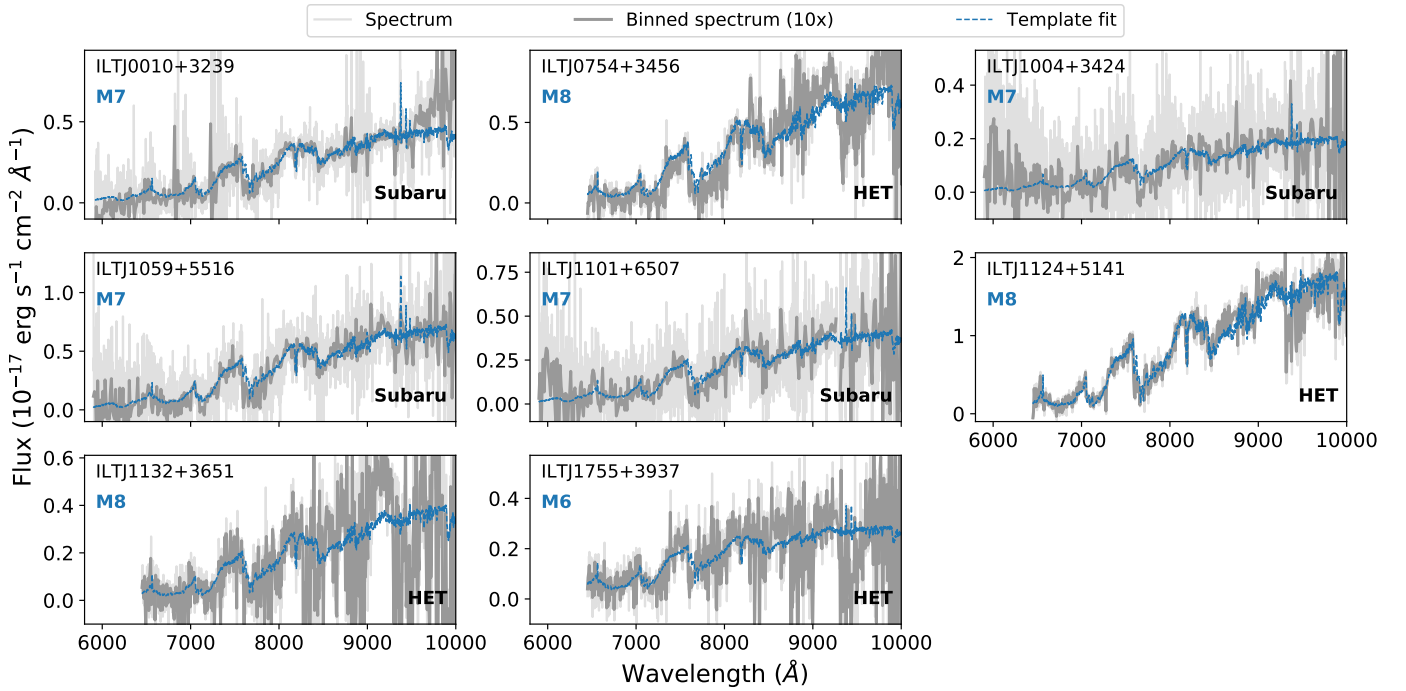 Spectrum Binned spectrum (10x) Template fit
ILTJ0010+3239
M7
Subaru
0.5
0.0
ILTJ0754+3456
M8
HET
0.5
0.0
ILTJ1004+3424
M7
Subaru
0.4
0.2
0.0
ILTJ1059+5516
M7
Subaru
1.0
0.5
0.0
ILTJ1101+6507
M7
Subaru
0.75
0.50
0.25
0.00
ILTJ1124+5141
M8
HET
2
1
0
6000 7000 8000 9000 10000
ILTJ1132+3651
M8
HET
0.6
0.4
0.2
0.0
6000 7000 8000 9000 10000
ILTJ1755+3937
M6
HET
0.4
0.2
0.0
6000 7000 8000 9000 10000
Flux (10⁻¹⁷ erg s⁻¹ cm⁻² Å⁻¹)
Wavelength (Å)